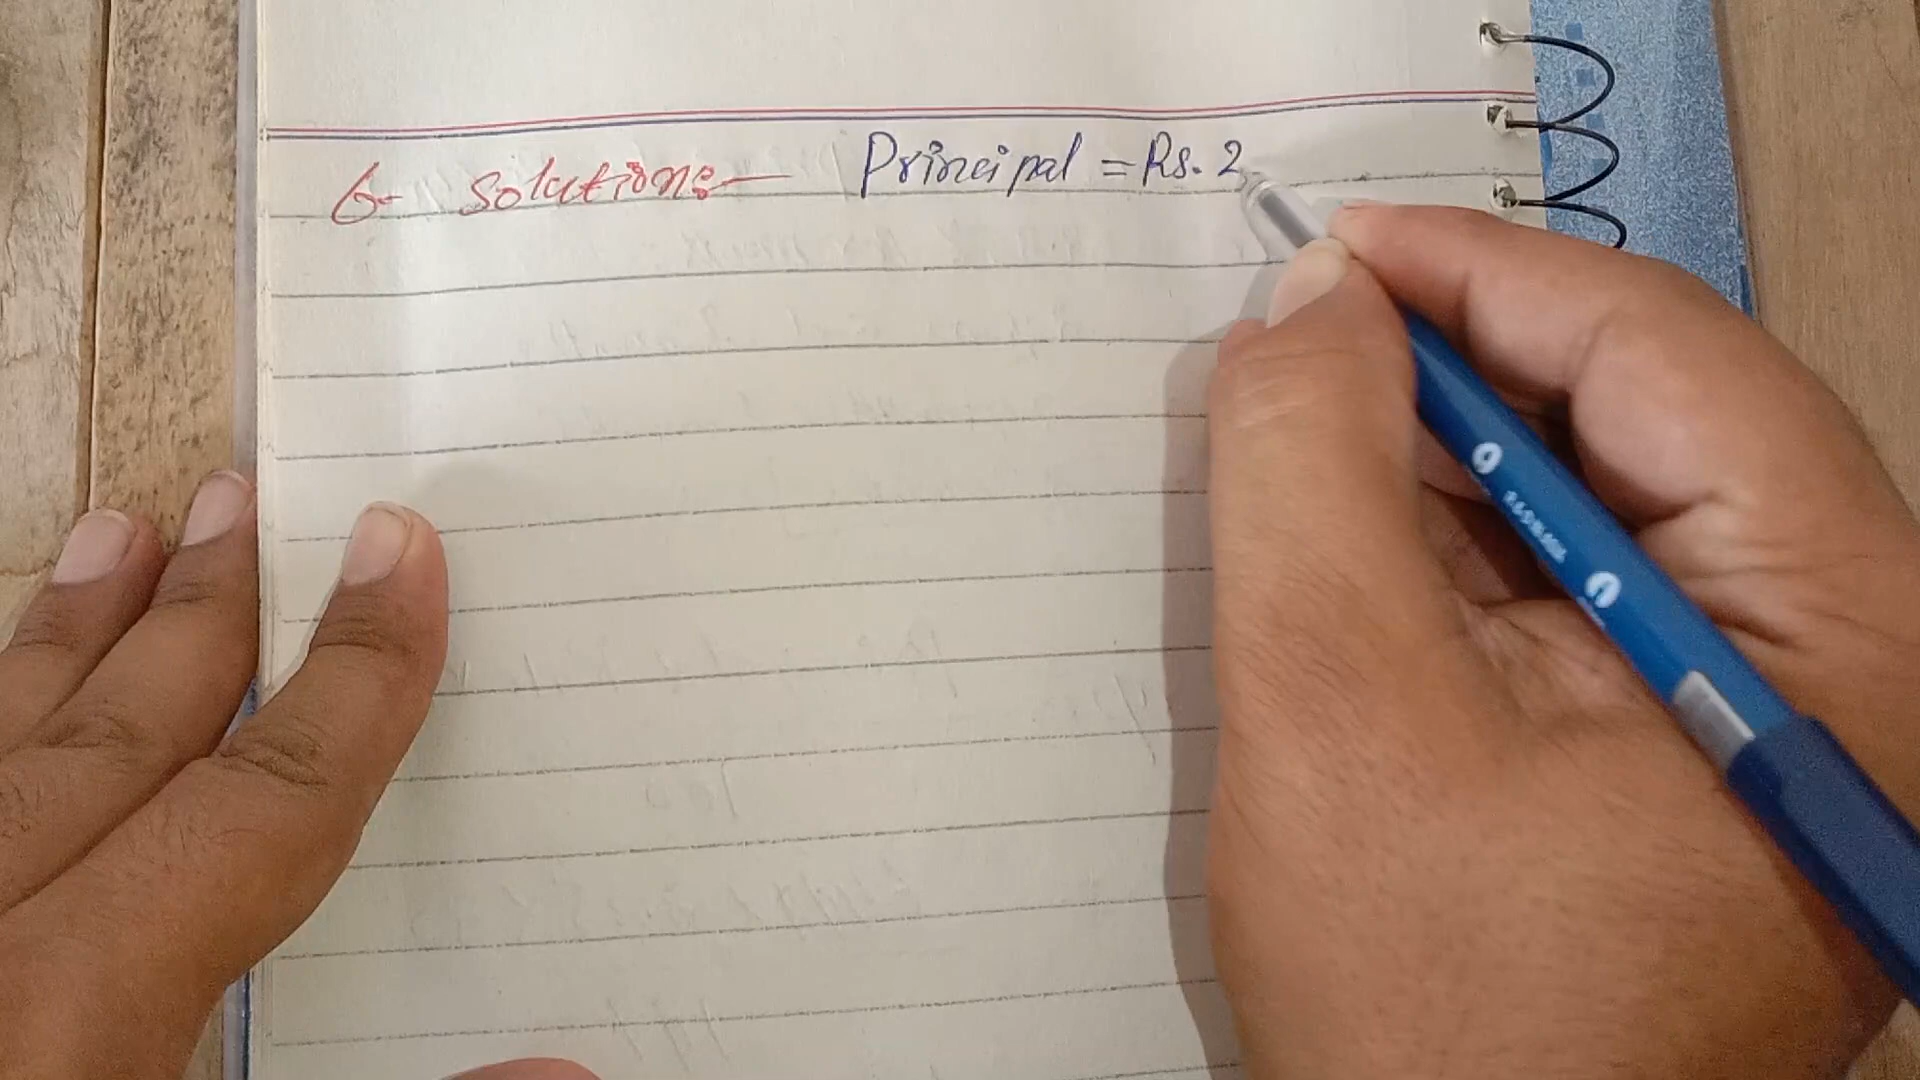 6- Solution:- Principal = Rs. 2